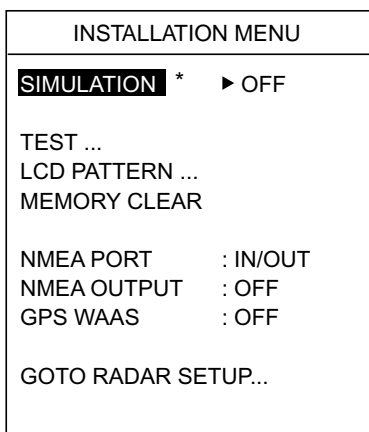 INSTALLATION MENU
SIMULATION * ▶ OFF
TEST ...
LCD PATTERN ...
MEMORY CLEAR
NMEA PORT : IN/OUT
NMEA OUTPUT : OFF
GPS WAAS : OFF
GOTO RADAR SETUP...